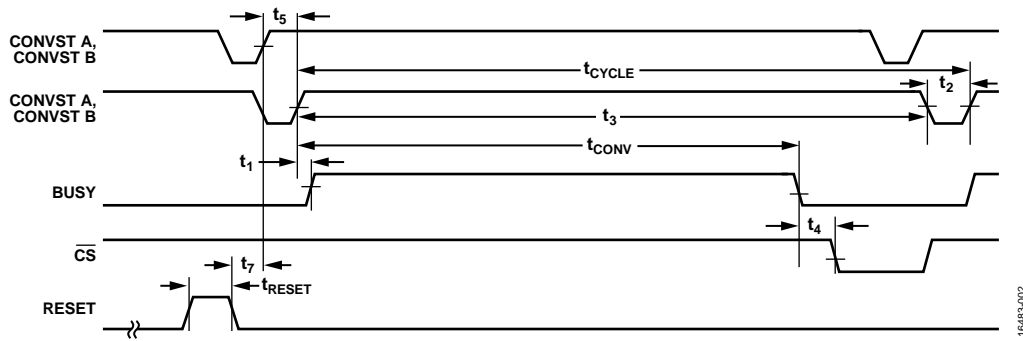 t5
CONVST A,
CONVST B
tCYCLE
t2
CONVST A,
CONVST B
t3
tCONV
t1
BUSY
t4
CS
t7
tRESET
RESET
16483-002